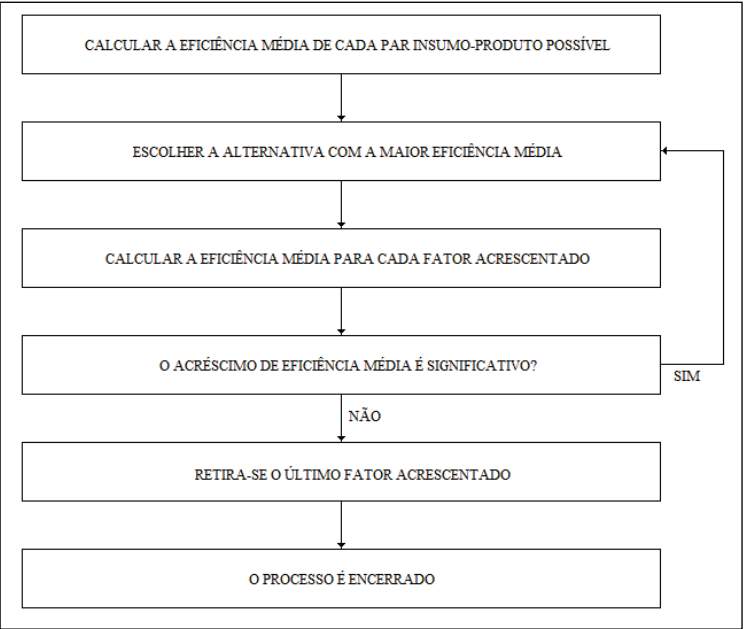 CALCULAR A EFICIÊNCIA MÉDIA DE CADA PAR INSUMO-PRODUTO POSSÍVEL
ESCOLHER A ALTERNATIVA COM A MAIOR EFICIÊNCIA MÉDIA
CALCULAR A EFICIÊNCIA MÉDIA PARA CADA FATOR ACRESCENTADO
O ACRÉSCIMO DE EFICIÊNCIA MÉDIA É SIGNIFICATIVO?
SIM
NÃO
RETIRA-SE O ÚLTIMO FATOR ACRESCENTADO
O PROCESSO É ENCERRADO